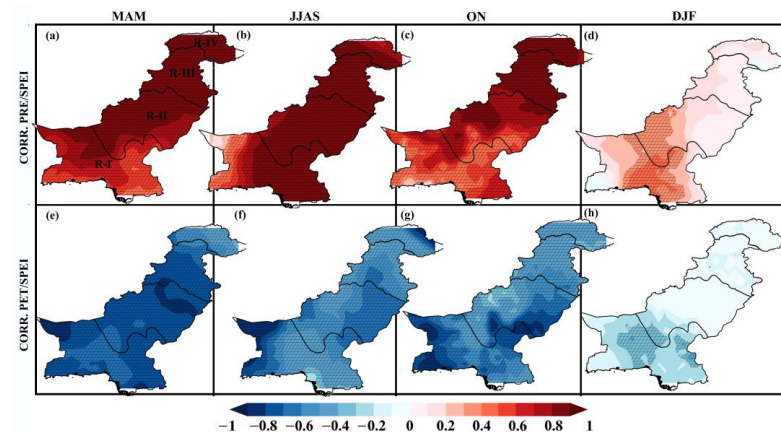 MAM JJAS ON DJF
CORR. PRE/SPEI
(a) (b) (c) (d)
R-IV
R-III
R-II
R-I
CORR. PET/SPEI
(e) (f) (g) (h)
−1 −0.8 −0.6 −0.4 −0.2 0 0.2 0.4 0.6 0.8 1